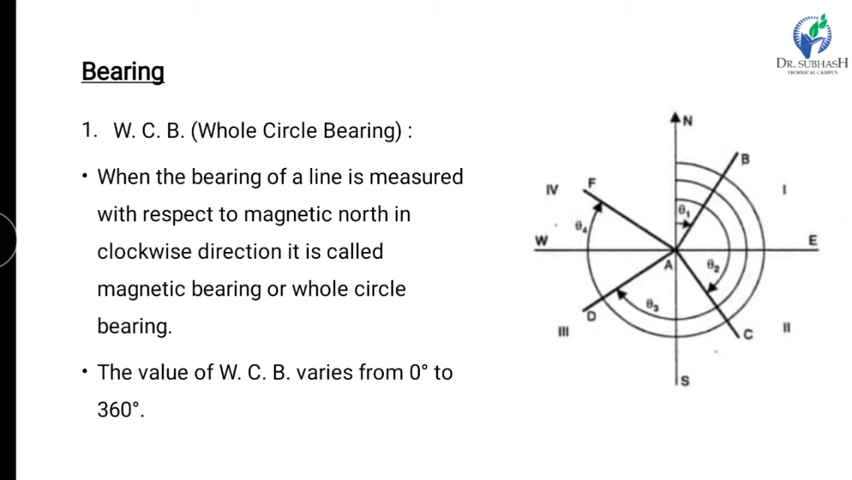 DR. SUBHASH
TECHNICAL CAMPUS
Bearing
1. W. C. B. (Whole Circle Bearing) :
• When the bearing of a line is measured
with respect to magnetic north in
clockwise direction it is called
magnetic bearing or whole circle
bearing.
• The value of W. C. B. varies from 0° to
360°.
N
B
IV
F
I
θ₁
θ₄
W
E
A
θ₂
θ₃
D
C
III
II
S